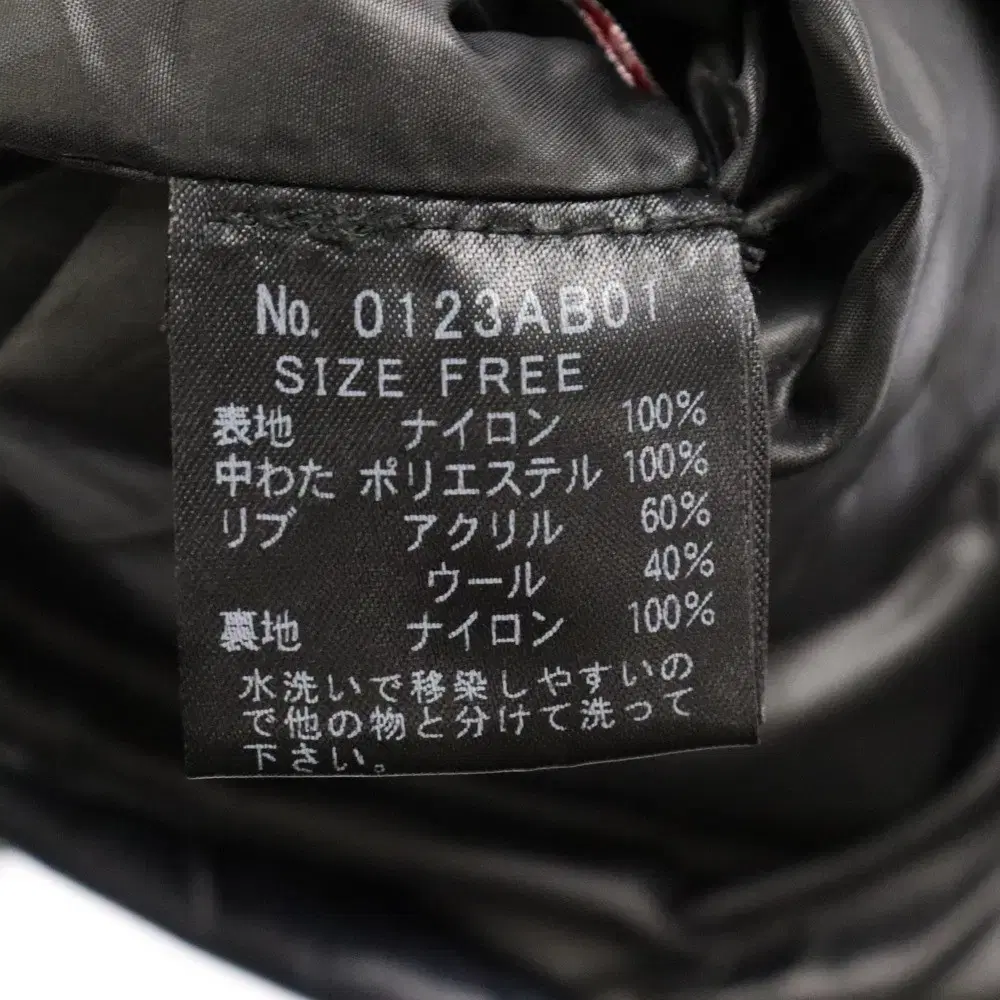 No. 0123AB01
SIZE FREE
表地 ナイロン 100%
中わた ポリエステル 100%
リブ アクリル 60%
ウール 40%
裏地 ナイロン 100%
水洗いで移染しやすいの
で他の物と分けて洗って
下さい。